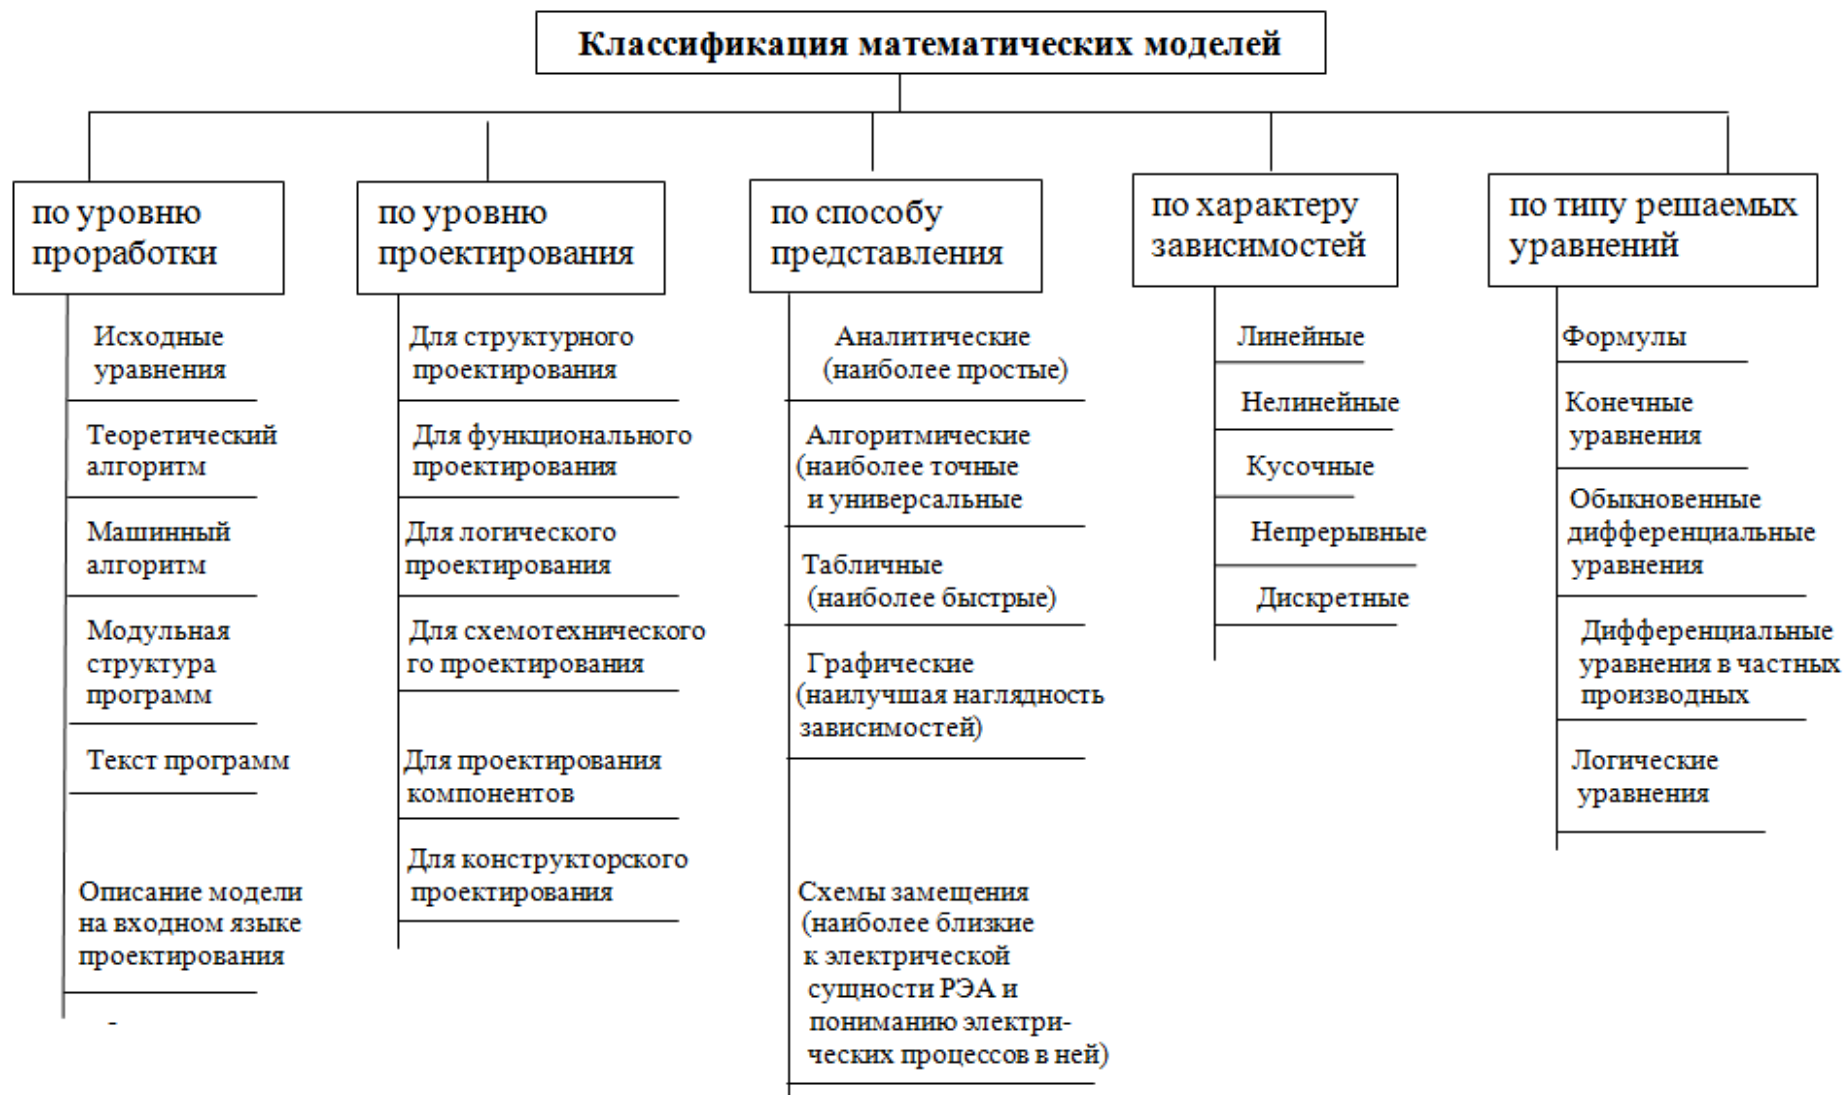 Классификация математических моделей
по уровню
проработки
Исходные
уравнения
Теоретический
алгоритм
Машинный
алгоритм
Модульная
структура
программ
Текст программ
Описание модели
на входном языке
проектирования
по уровню
проектирования
Для структурного
проектирования
Для функционального
проектирования
Для логического
проектирования
Для схемотехнического
го проектирования
Для проектирования
компонентов
Для конструкторского
проектирования
по способу
представления
Аналитические
(наиболее простые)
Алгоритмические
(наиболее точные
и универсальные
Табличные
(наиболее быстрые)
Графические
(наилучшая наглядность
зависимостей)
Схемы замещения
(наиболее близкие
к электрической
сущности РЭА и
пониманию электри-
ческих процессов в ней)
по характеру
зависимостей
Линейные
Нелинейные
Кусочные
Непрерывные
Дискретные
по типу решаемых
уравнений
Формулы
Конечные
уравнения
Обыкновенные
дифференциальные
уравнения
Дифференциальные
уравнения в частных
производных
Логические
уравнения